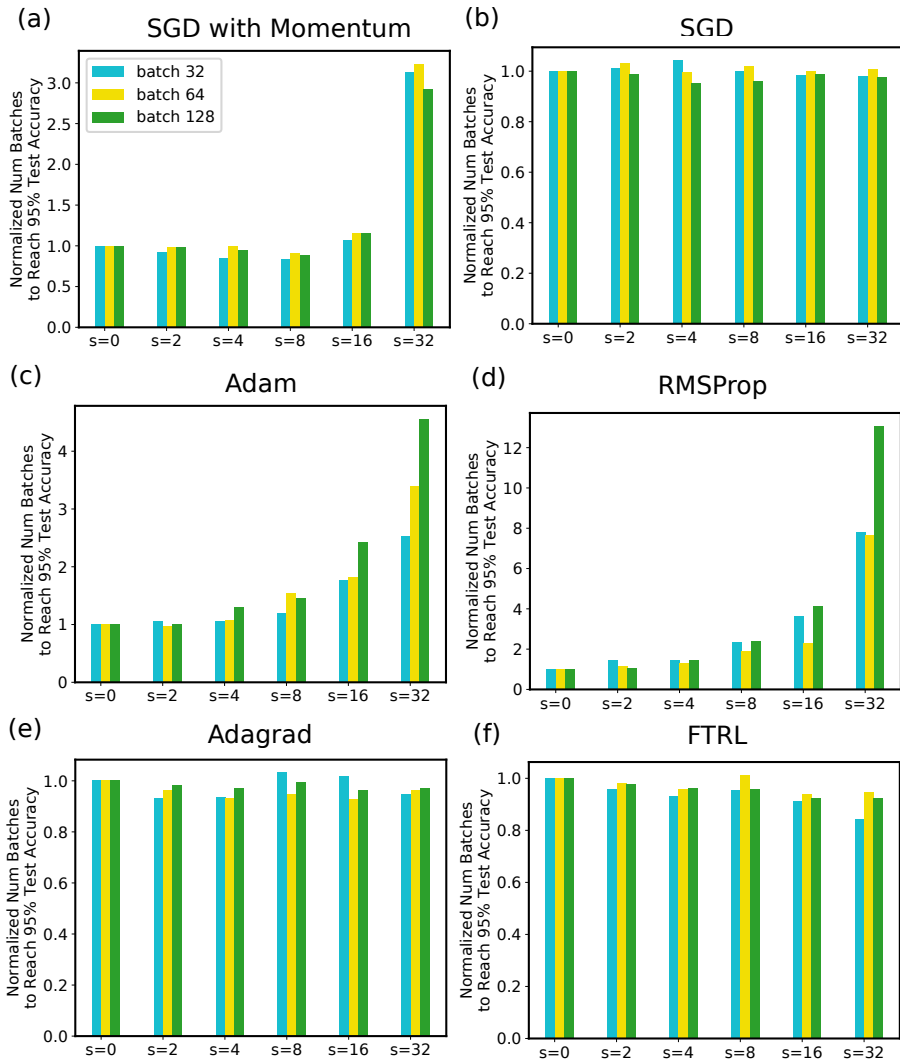 (a)
SGD with Momentum
Normalized Num Batches
to Reach 95% Test Accuracy
3.0
2.5
2.0
1.5
1.0
0.5
0.0
batch 32
batch 64
batch 128
s=0 s=2 s=4 s=8 s=16 s=32
(b)
SGD
Normalized Num Batches
to Reach 95% Test Accuracy
1.0
0.8
0.6
0.4
0.2
0.0
s=0 s=2 s=4 s=8 s=16 s=32
(c)
Adam
Normalized Num Batches
to Reach 95% Test Accuracy
4
3
2
1
0
s=0 s=2 s=4 s=8 s=16 s=32
(d)
RMSProp
Normalized Num Batches
to Reach 95% Test Accuracy
12
10
8
6
4
2
0
s=0 s=2 s=4 s=8 s=16 s=32
(e)
Adagrad
Normalized Num Batches
to Reach 95% Test Accuracy
1.0
0.8
0.6
0.4
0.2
0.0
s=0 s=2 s=4 s=8 s=16 s=32
(f)
FTRL
Normalized Num Batches
to Reach 95% Test Accuracy
1.0
0.8
0.6
0.4
0.2
0.0
s=0 s=2 s=4 s=8 s=16 s=32